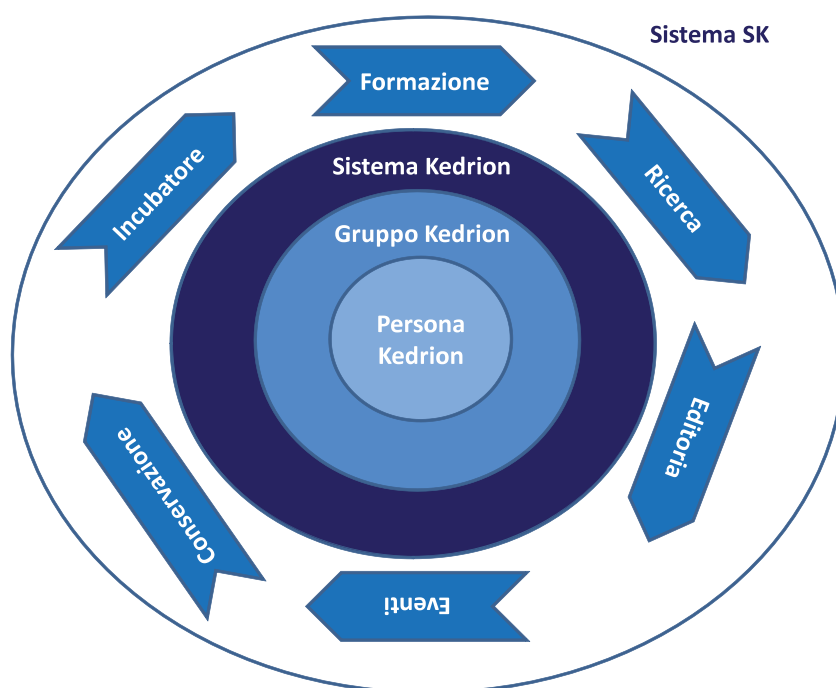 Sistema SK
Formazione
Ricerca
Editoria
Eventi
Conservazione
Incubatore
Sistema Kedrion
Gruppo Kedrion
Persona
Kedrion